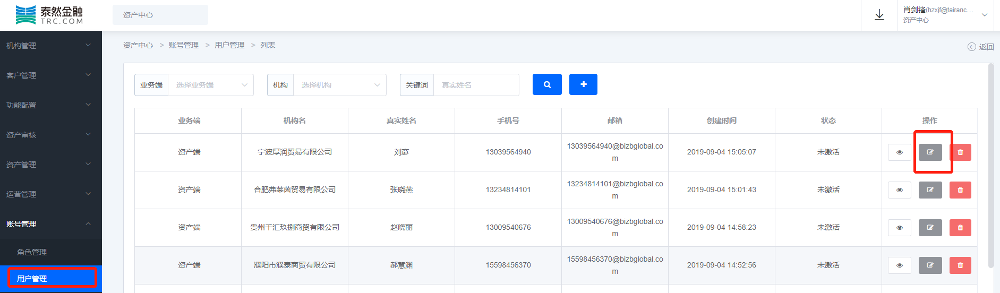 泰然金融
TRC.COM
资产中心
肖剑锋(hzxjf@tairanc...
资产中心
机构管理
客户管理
功能配置
资产审核
资产管理
运营管理
账号管理
角色管理
用户管理
资产中心 > 账号管理 > 用户管理 > 列表
返回
业务端 选择业务端 机构 选择机构 关键词 真实姓名
业务端 机构名 真实姓名 手机号 邮箱 创建时间 状态 操作
资产端 宁波厚润贸易有限公司 刘彦 13039564940 13039564940@bizbglobal.co 2019-09-04 15:05:07 未激活
m
资产端 合肥弗莱茵贸易有限公司 张晓燕 13234814101 13234814101@bizbglobal.co 2019-09-04 15:01:43 未激活
m
资产端 贵州千汇玖捌商贸有限公司 赵晓丽 13009540676 13009540676@bizbglobal.co 2019-09-04 14:58:23 未激活
m
资产端 濮阳市濮泰商贸有限公司 郝慧渊 15598456370 15598456370@bizbglobal.co 2019-09-04 14:52:56 未激活
m